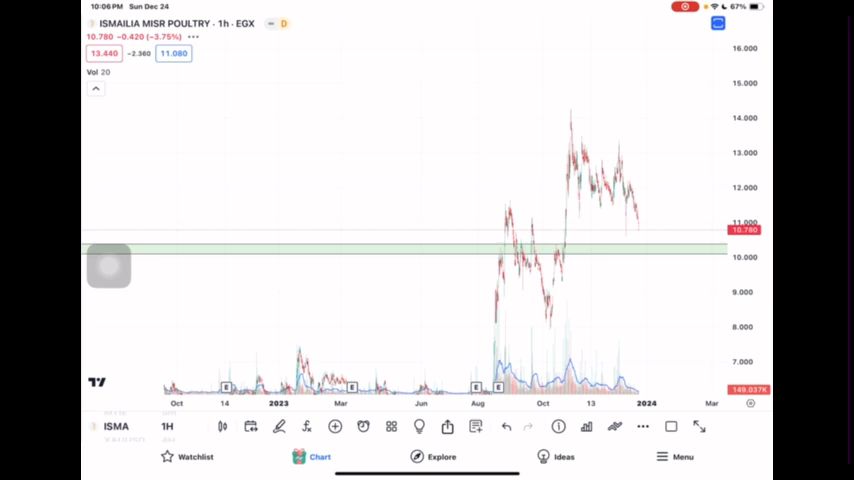 10:06 PM Sun Dec 24
67%
ISMAILIA MISR POULTRY · 1h · EGX
D
10.780 −0.420 (−3.75%)
13.440 −2.360 11.080
Vol 20
16.000
15.000
14.000
13.000
12.000
11.000
10.780
10.000
9.000
8.000
7.000
149.037K
E E E E
Oct 14 2023 Mar Jun Aug Oct 13 2024 Mar
ISMA 1H
Watchlist Chart Explore Ideas Menu